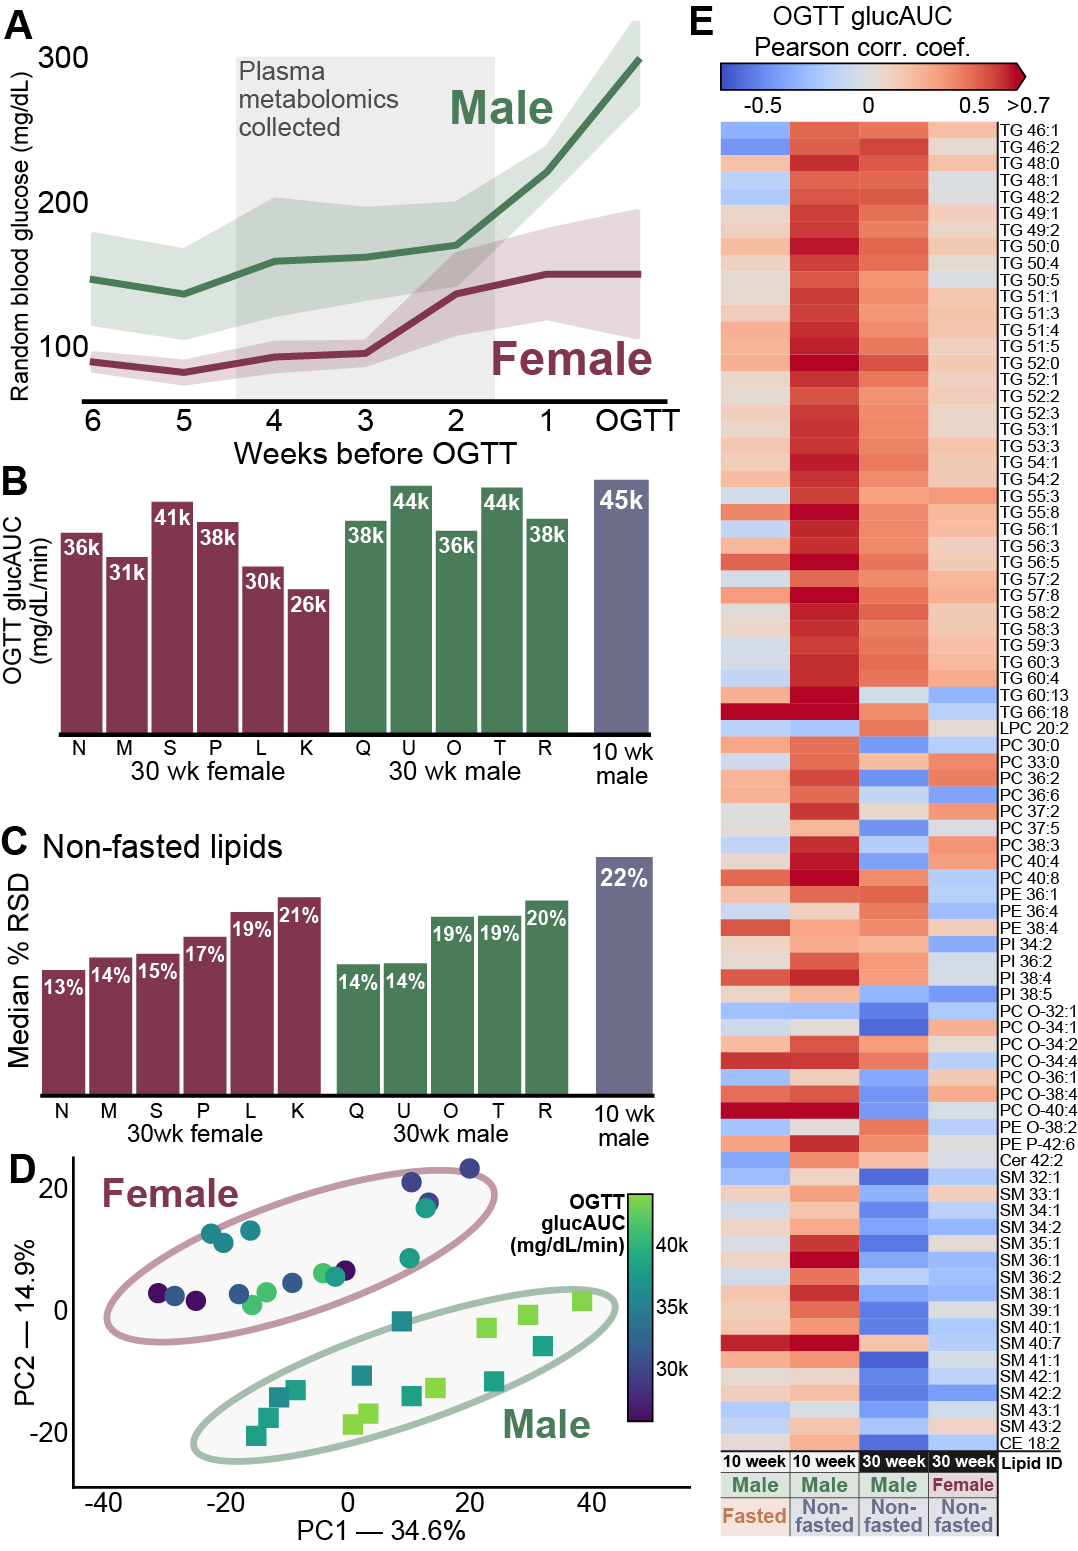 A
Random blood glucose (mg/dL)
300
200
100
Plasma
metabolomics
collected
Male
Female
6 5 4 3 2 1 OGTT
Weeks before OGTT
B
OGTT glucAUC
(mg/dL/min)
36k 31k 41k 38k 30k 26k 38k 44k 36k 44k 38k 45k
N M S P L K Q U O T R 10 wk
male
30 wk female 30 wk male
C Non-fasted lipids
Median % RSD
13% 14% 15% 17% 19% 21% 14% 14% 19% 19% 20% 22%
N M S P L K Q U O T R 10 wk
male
30wk female 30wk male
D
PC2 — 14.9%
20
0
-20
Female
Male
OGTT
glucAUC
(mg/dL/min)
40k
35k
30k
-40 -20 0 20 40
PC1 — 34.6%
E
OGTT glucAUC
Pearson corr. coef.
-0.5 0 0.5 >0.7
TG 46:1
TG 46:2
TG 48:0
TG 48:1
TG 48:2
TG 49:1
TG 49:2
TG 50:0
TG 50:4
TG 50:5
TG 51:1
TG 51:3
TG 51:4
TG 51:5
TG 52:0
TG 52:1
TG 52:2
TG 52:3
TG 53:1
TG 53:3
TG 54:1
TG 54:2
TG 55:3
TG 55:8
TG 56:1
TG 56:3
TG 56:5
TG 57:2
TG 57:8
TG 58:2
TG 58:3
TG 59:3
TG 60:3
TG 60:4
TG 60:13
TG 66:18
LPC 20:2
PC 30:0
PC 33:0
PC 36:2
PC 36:6
PC 37:2
PC 37:5
PC 38:3
PC 40:4
PC 40:8
PE 36:1
PE 36:4
PE 38:4
PI 34:2
PI 36:2
PI 38:4
PI 38:5
PC O-32:1
PC O-34:1
PC O-34:2
PC O-34:4
PC O-36:1
PC O-38:4
PC O-40:4
PE O-38:2
PE P-42:6
Cer 42:2
SM 32:1
SM 33:1
SM 34:1
SM 34:2
SM 35:1
SM 36:1
SM 36:2
SM 38:1
SM 39:1
SM 40:1
SM 40:7
SM 41:1
SM 42:1
SM 42:2
SM 43:1
SM 43:2
CE 18:2
10 week 10 week 30 week 30 week Lipid ID
Male Male Male Female
Fasted Non-fasted Non-fasted Non-fasted